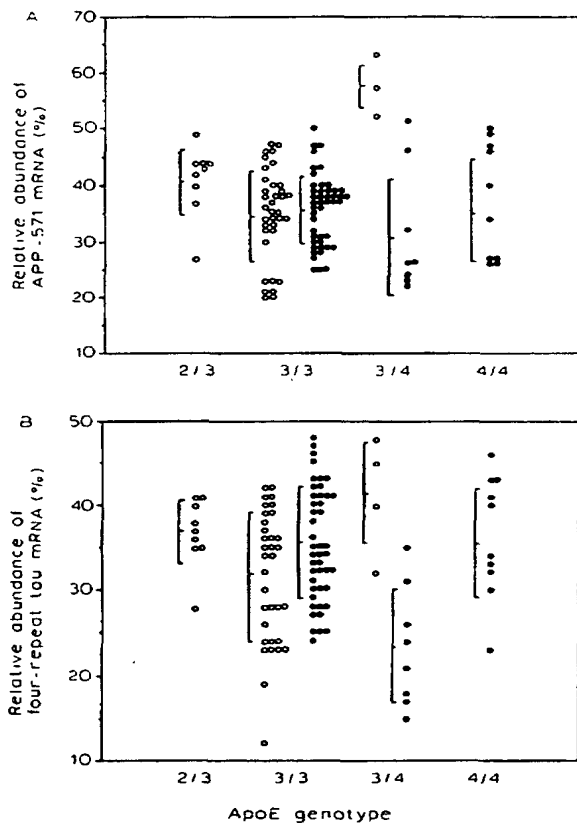 A
70
60
50
40
30
20
10
Relative abundance of
APP-571 mRNA (%)
2/3 3/3 3/4 4/4
B
50
40
30
20
10
Relative abundance of
four-repeat tau mRNA (%)
2/3 3/3 3/4 4/4
ApoE genotype